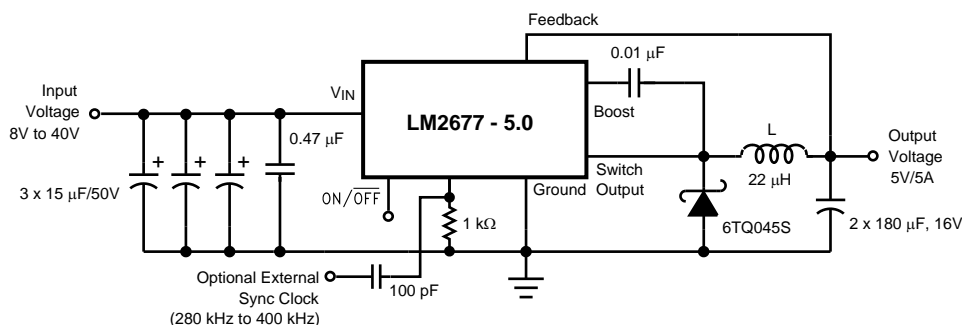 Feedback
0.01 μF
Input
Voltage
8V to 40V
VIN
LM2677 - 5.0
Boost
0.47 μF
L
22 μH
Output
Voltage
5V/5A
+
+
+
3 x 15 μF/50V
ON/OFF
Ground
Switch
Output
1 kΩ
6TQ045S
2 x 180 μF, 16V
Optional External
Sync Clock
(280 kHz to 400 kHz)
100 pF